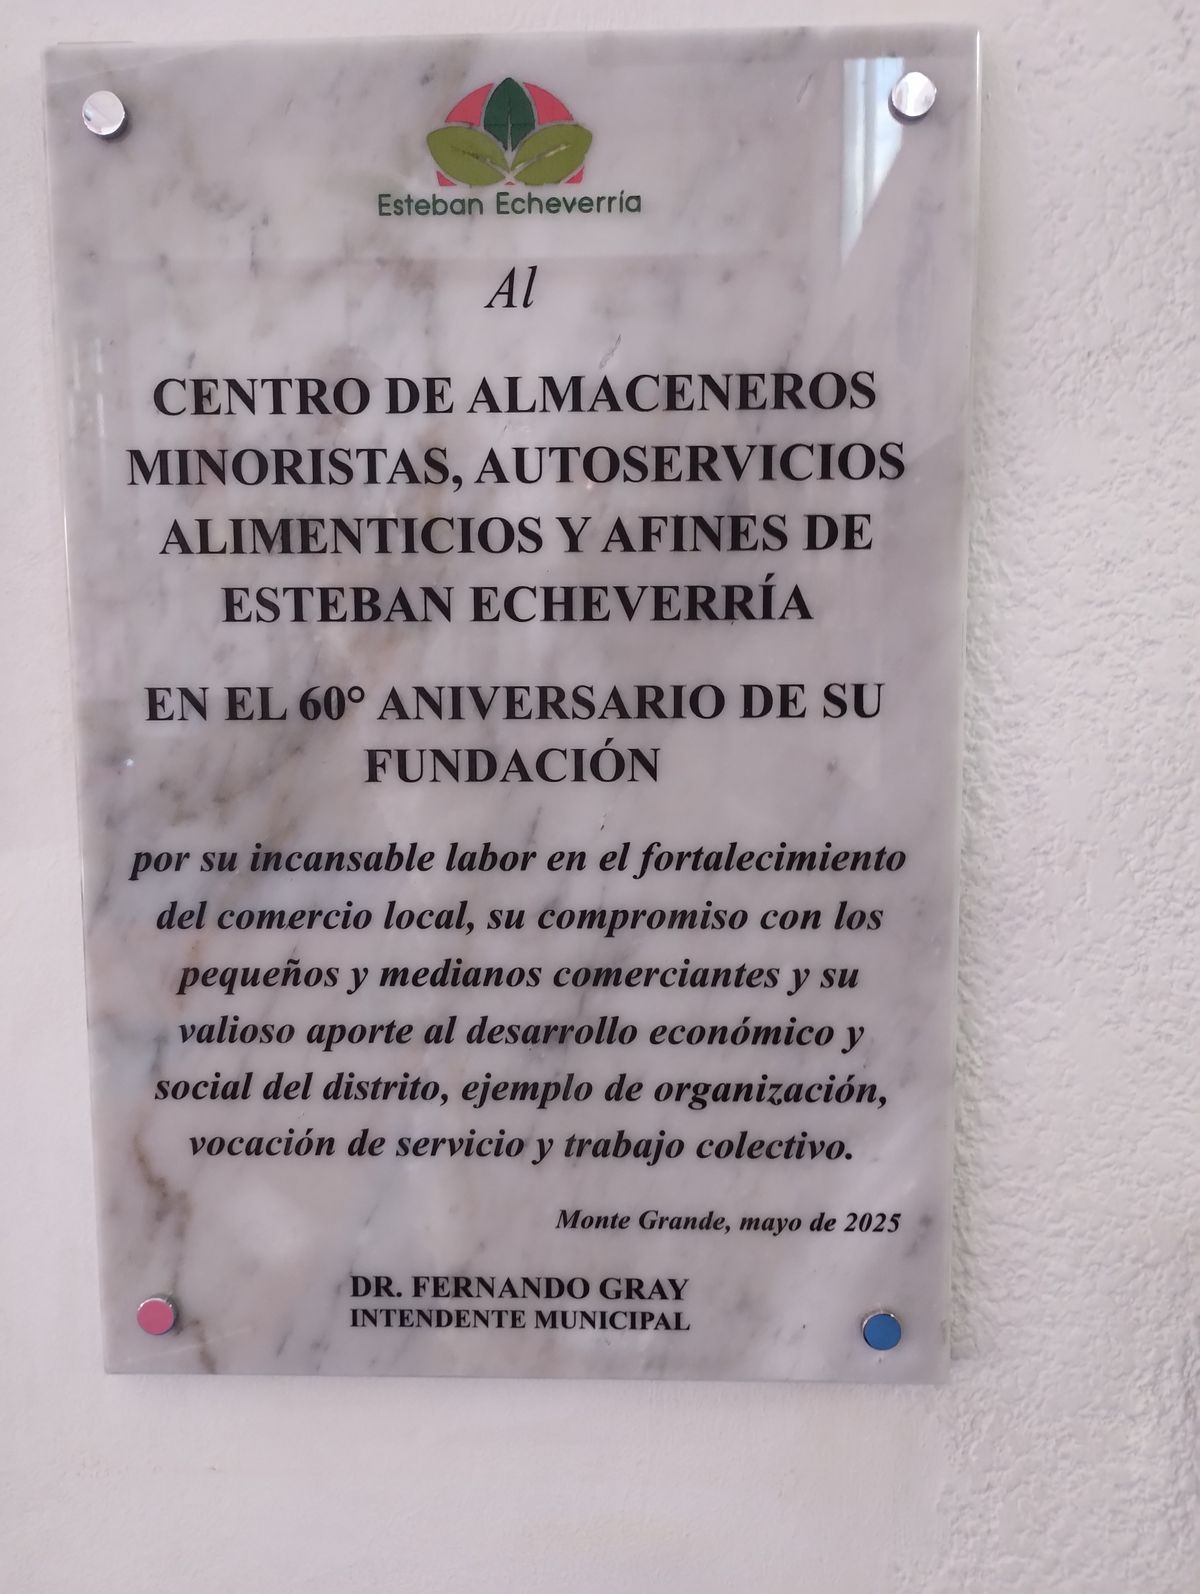 Esteban Echeverría
Al
CENTRO DE ALMACENEROS
MINORISTAS, AUTOSERVICIOS
ALIMENTICIOS Y AFINES DE
ESTEBAN ECHEVERRÍA
EN EL 60° ANIVERSARIO DE SU
FUNDACIÓN
por su incansable labor en el fortalecimiento
del comercio local, su compromiso con los
pequeños y medianos comerciantes y su
valioso aporte al desarrollo económico y
social del distrito, ejemplo de organización,
vocación de servicio y trabajo colectivo.
Monte Grande, mayo de 2025
DR. FERNANDO GRAY
INTENDENTE MUNICIPAL